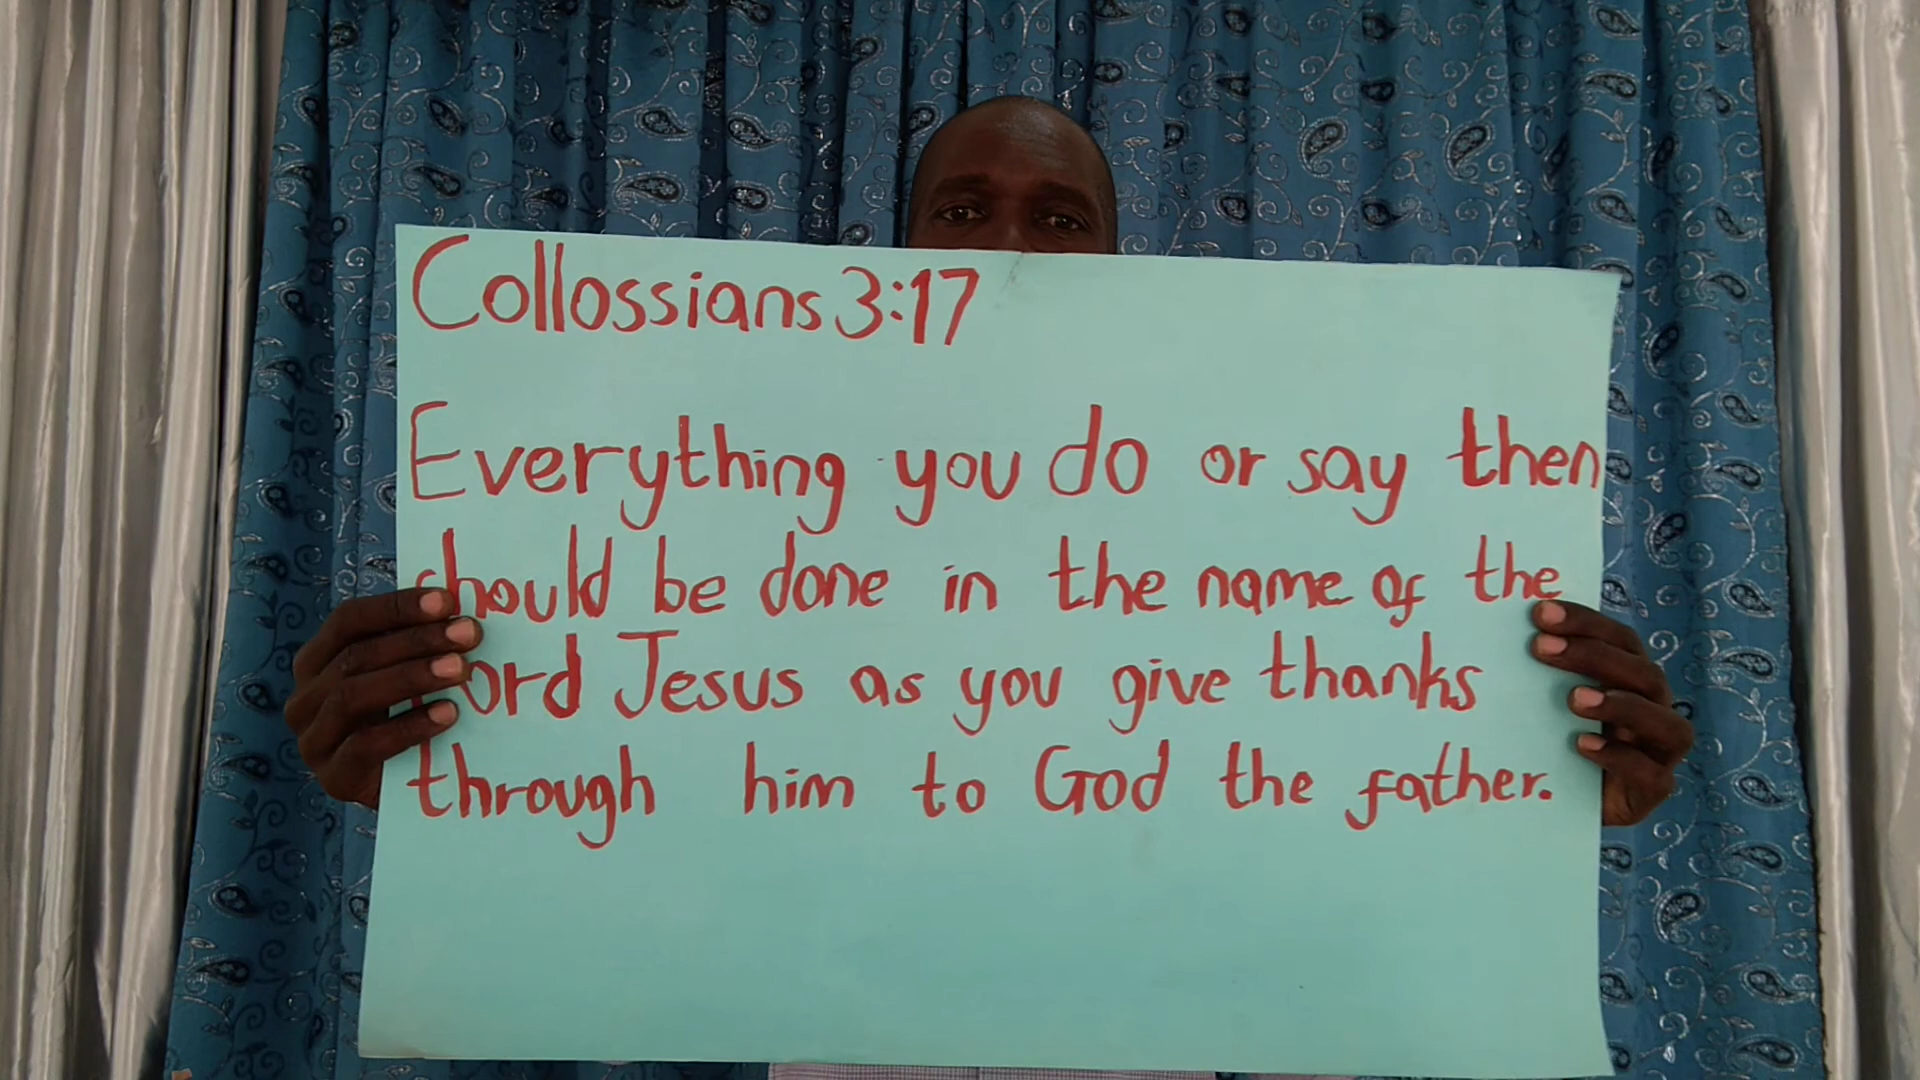 Collossians 3:17
Everything you do or say then
should be done in the name of the
Lord Jesus as you give thanks
through him to God the father.